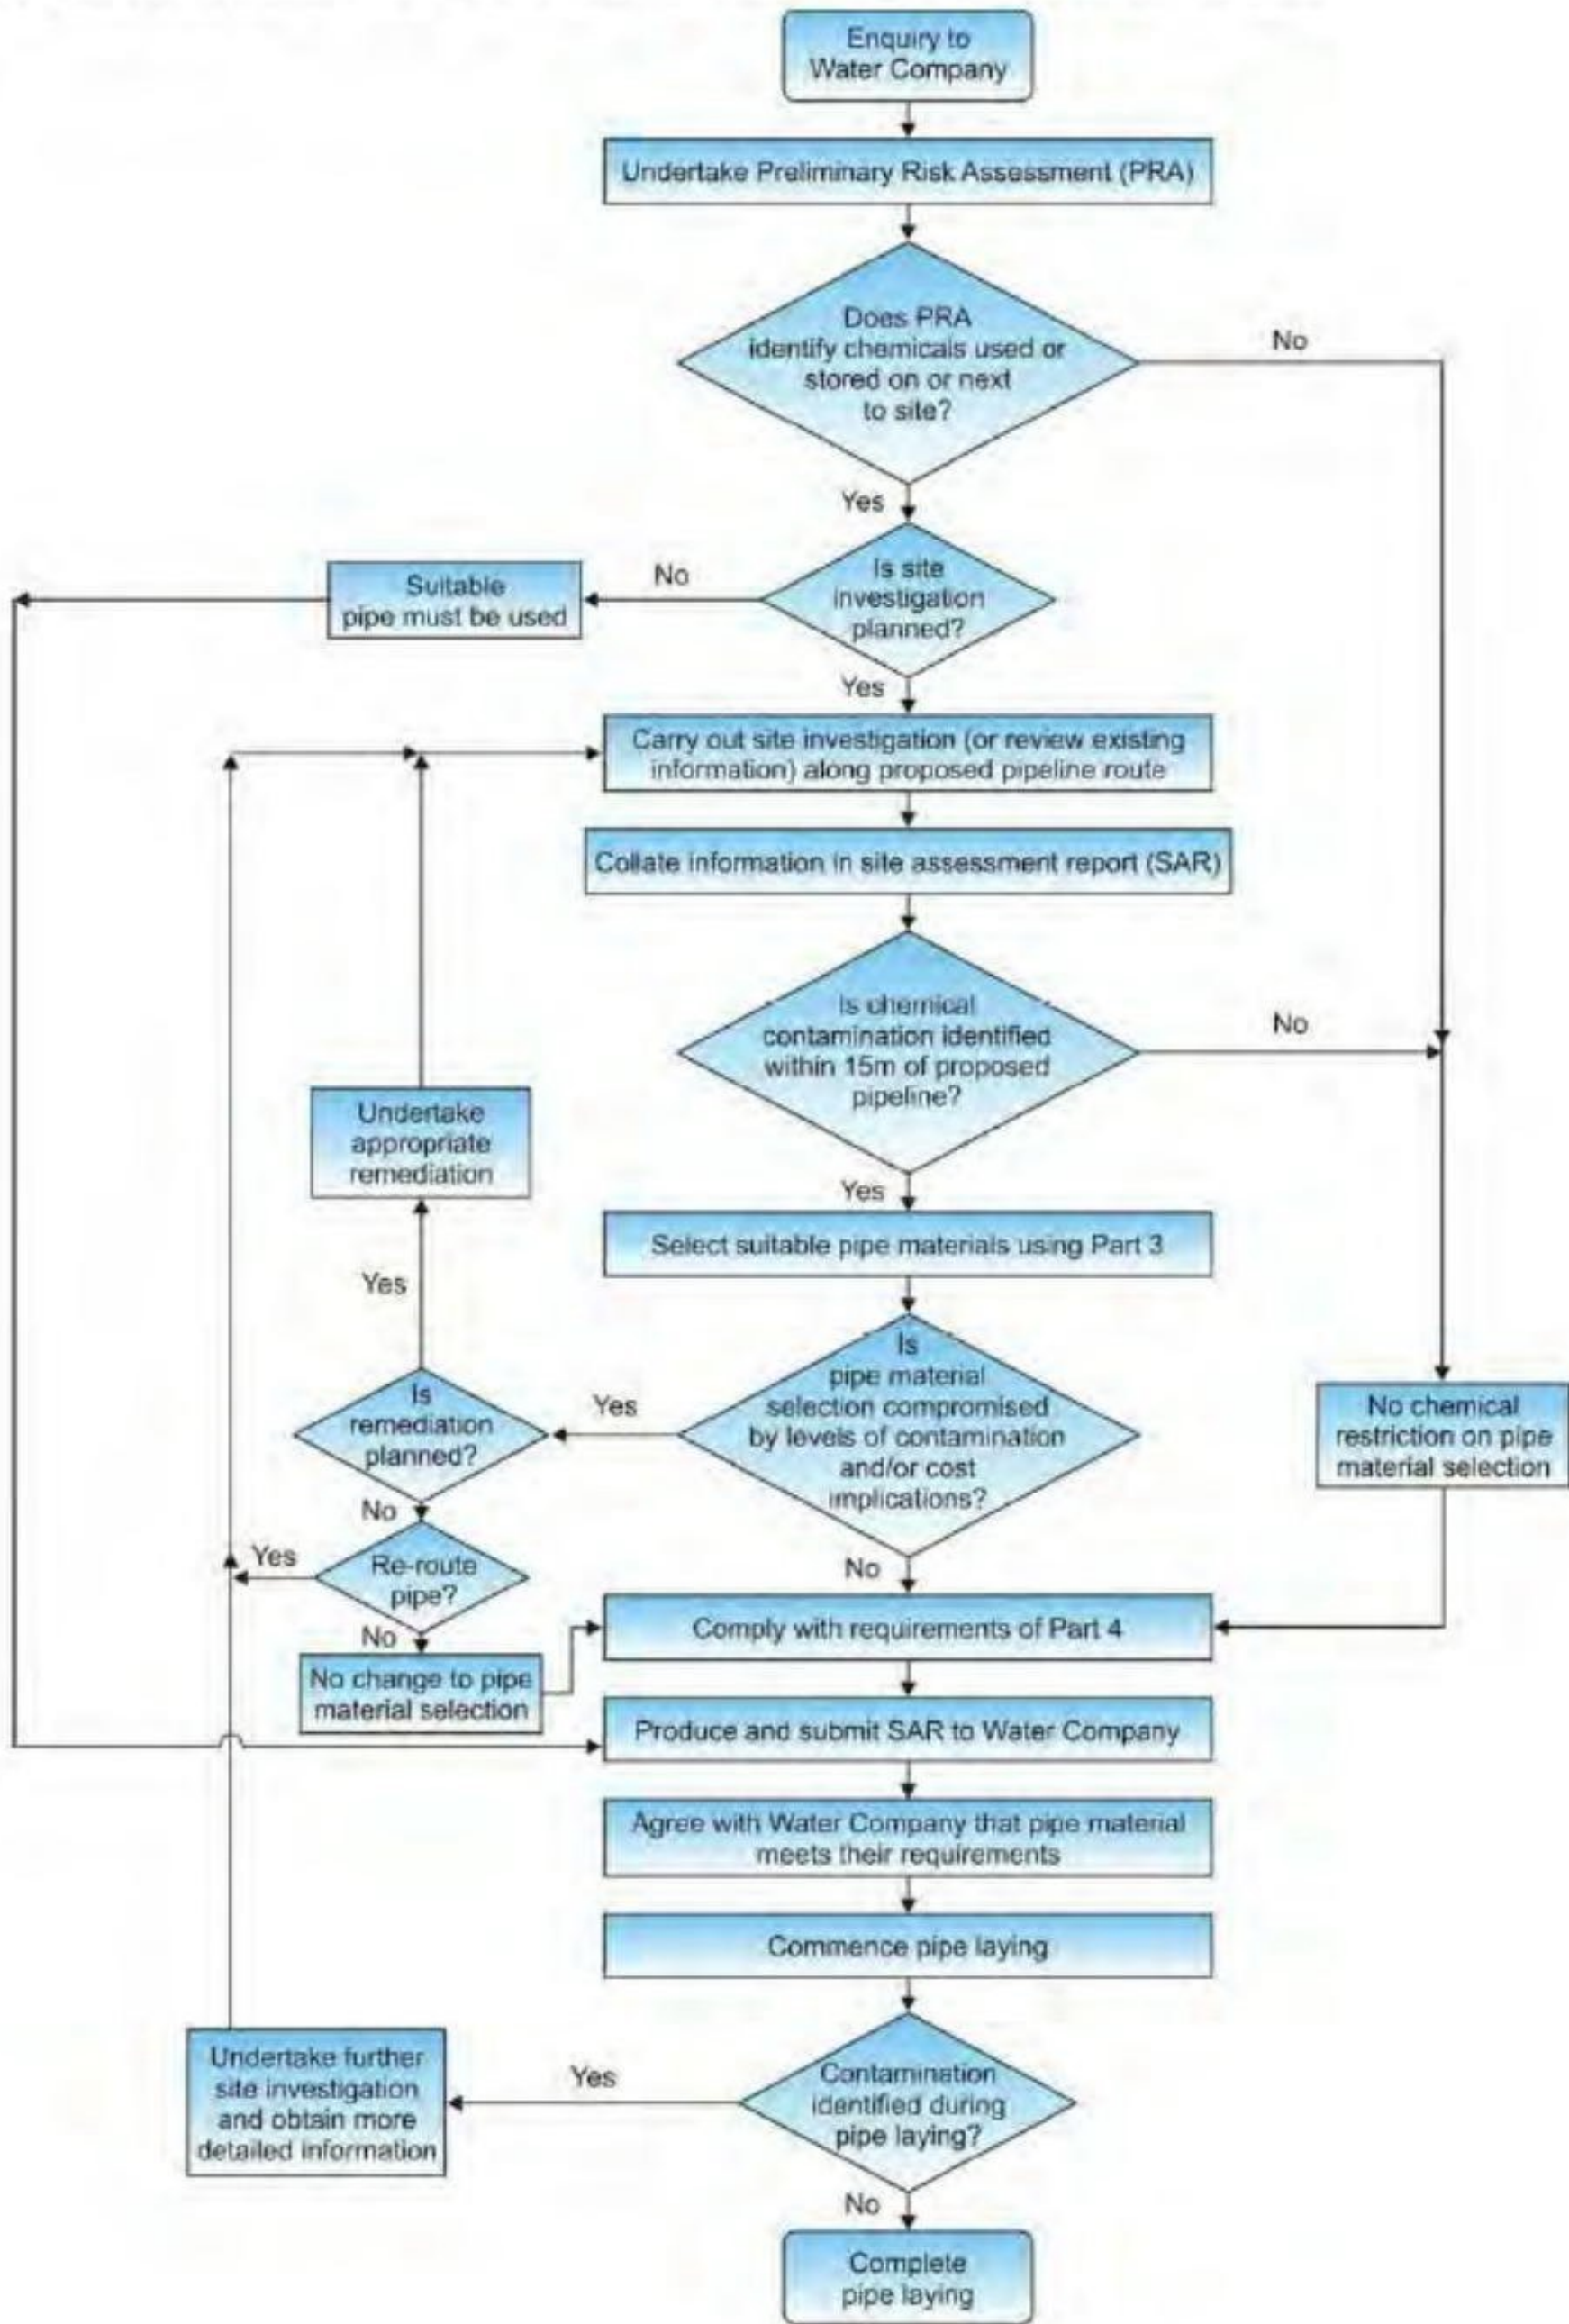 Enquiry to
Water Company
Undertake Preliminary Risk Assessment (PRA)
Does PRA
identify chemicals used or
stored on or next
to site?
No
Yes
Is site
investigation
planned?
No
Suitable
pipe must be used
Yes
Carry out site investigation (or review existing
information) along proposed pipeline route
Collate information in site assessment report (SAR)
Is chemical
contamination identified
within 15m of proposed
pipeline?
No
Yes
Undertake
appropriate
remediation
Select suitable pipe materials using Part 3
Yes
Is
pipe material
selection compromised
by levels of contamination
and/or cost
implications?
Yes
Is
remediation
planned?
No chemical
restriction on pipe
material selection
No
No
Re-route
pipe?
Yes
No
No change to pipe
material selection
Comply with requirements of Part 4
Produce and submit SAR to Water Company
Agree with Water Company that pipe material
meets their requirements
Commence pipe laying
Contamination
identified during
pipe laying?
Yes
Undertake further
site investigation
and obtain more
detailed information
No
Complete
pipe laying